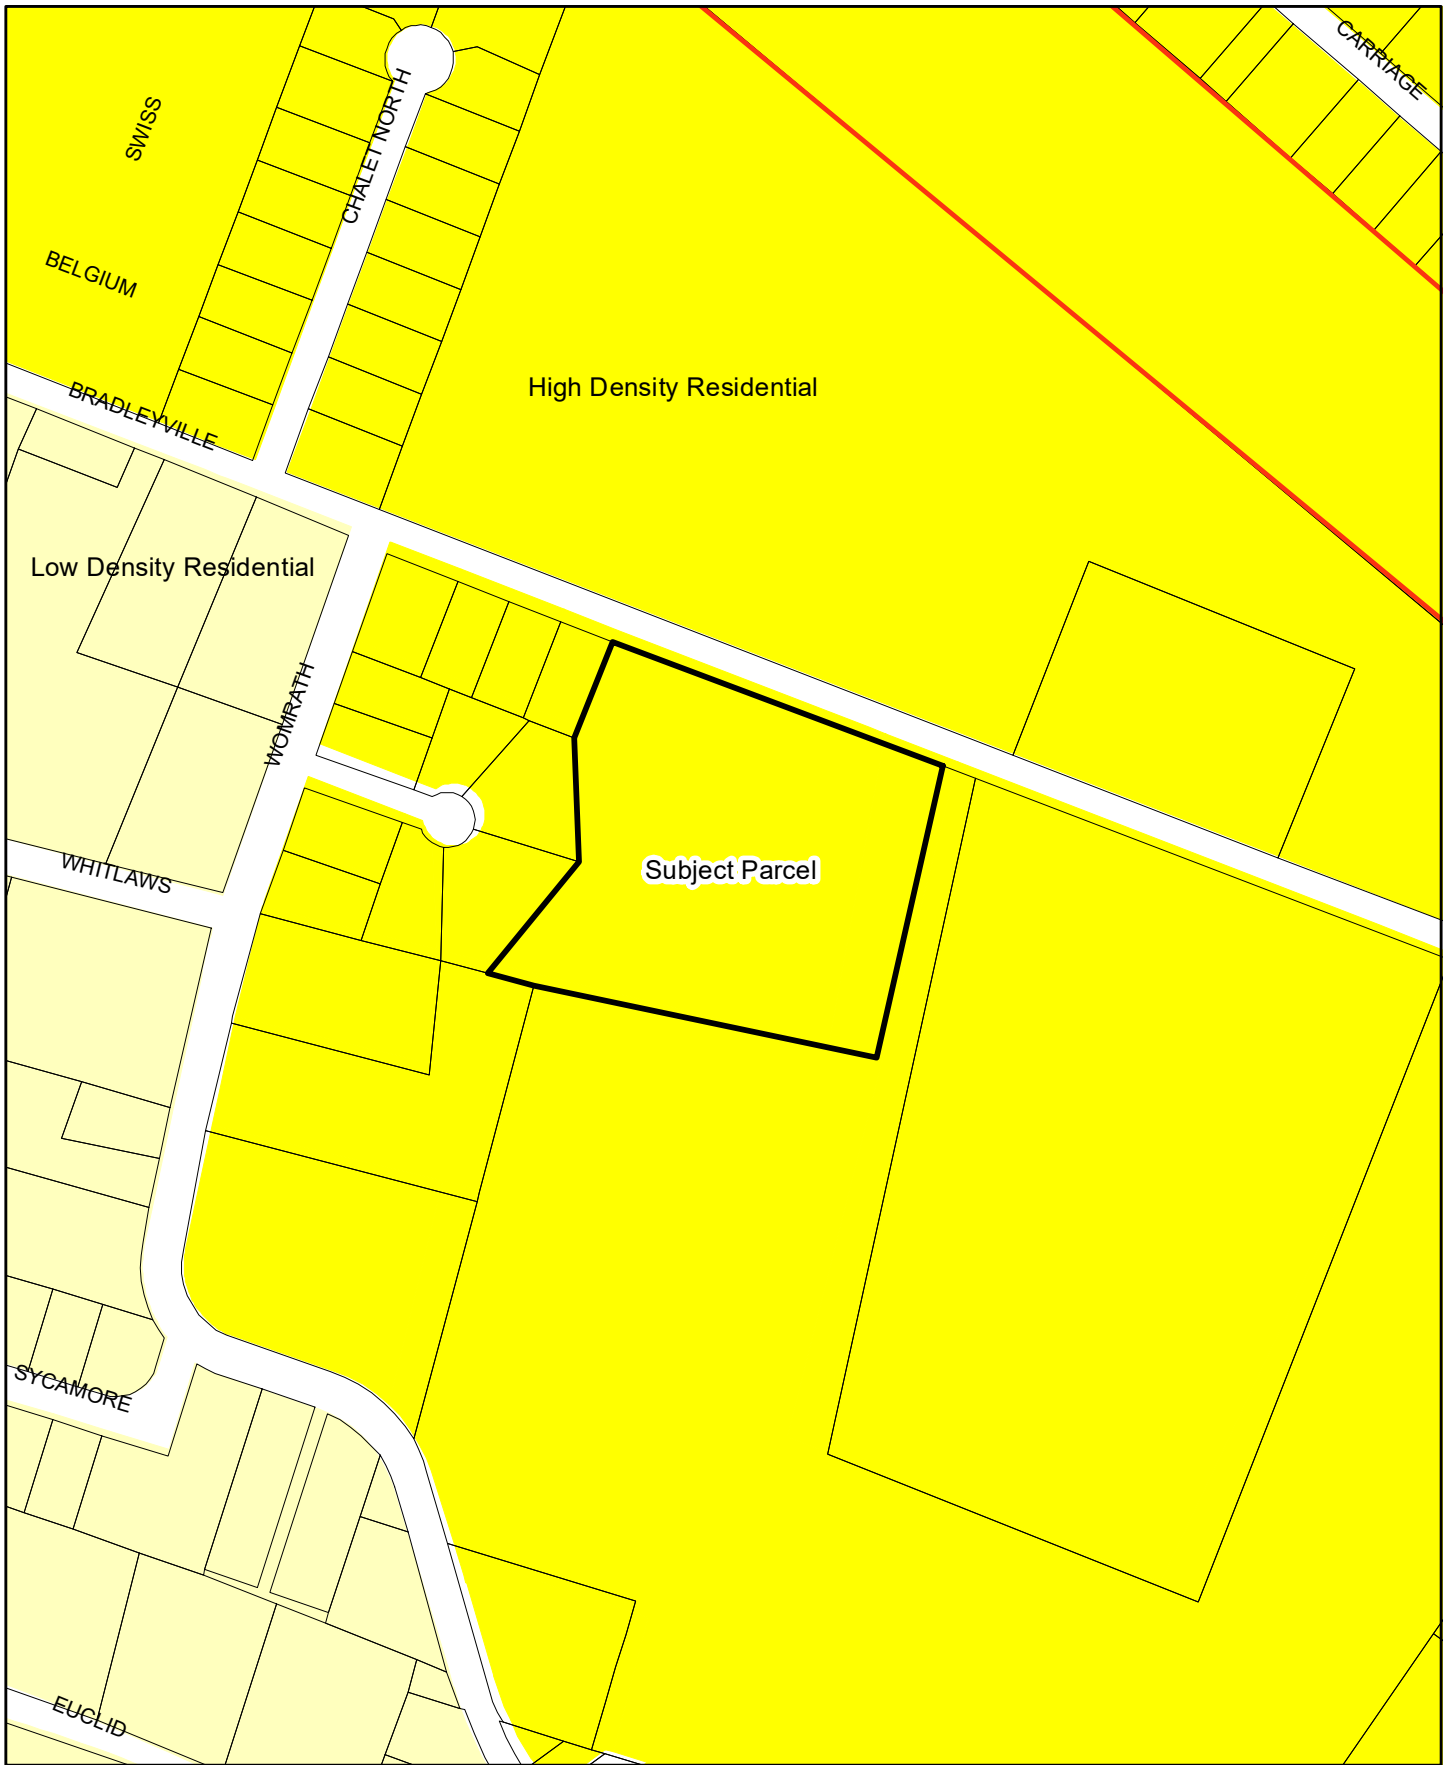 CARRIAGE
SWISS
CHALET NORTH
BELGIUM
BRADLEYVILLE
High Density Residential
Low Density Residential
WOMRATH
WHITLAWS
Subject Parcel
SYCAMORE
EUCLID